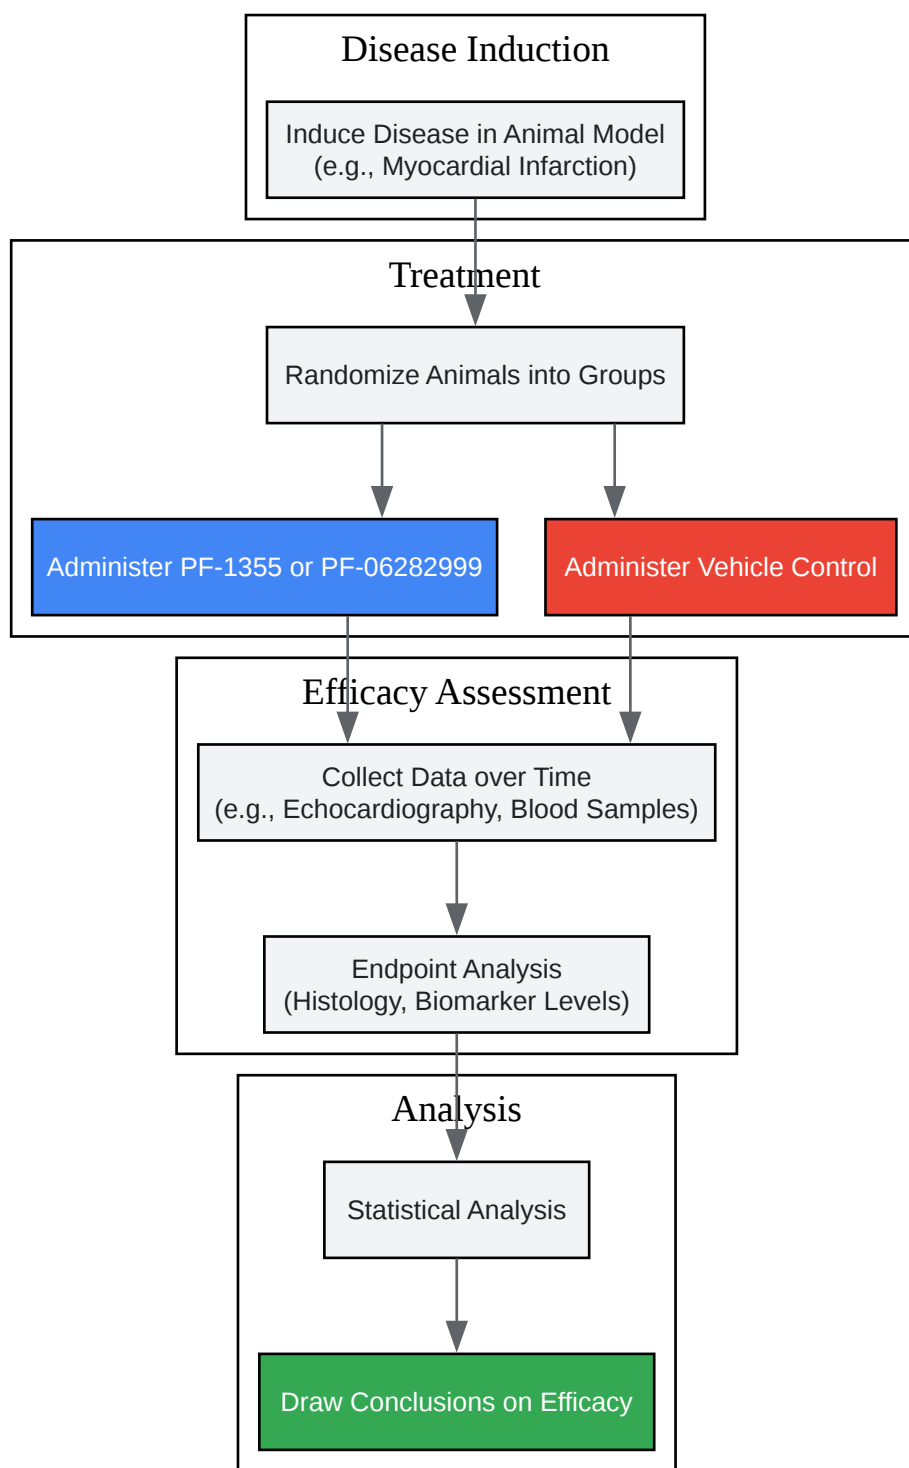 Disease Induction
Induce Disease in Animal Model
(e.g., Myocardial Infarction)
Treatment
Randomize Animals into Groups
Administer PF-1355 or PF-06282999
Administer Vehicle Control
Efficacy Assessment
Collect Data over Time
(e.g., Echocardiography, Blood Samples)
Endpoint Analysis
(Histology, Biomarker Levels)
Analysis
Statistical Analysis
Draw Conclusions on Efficacy